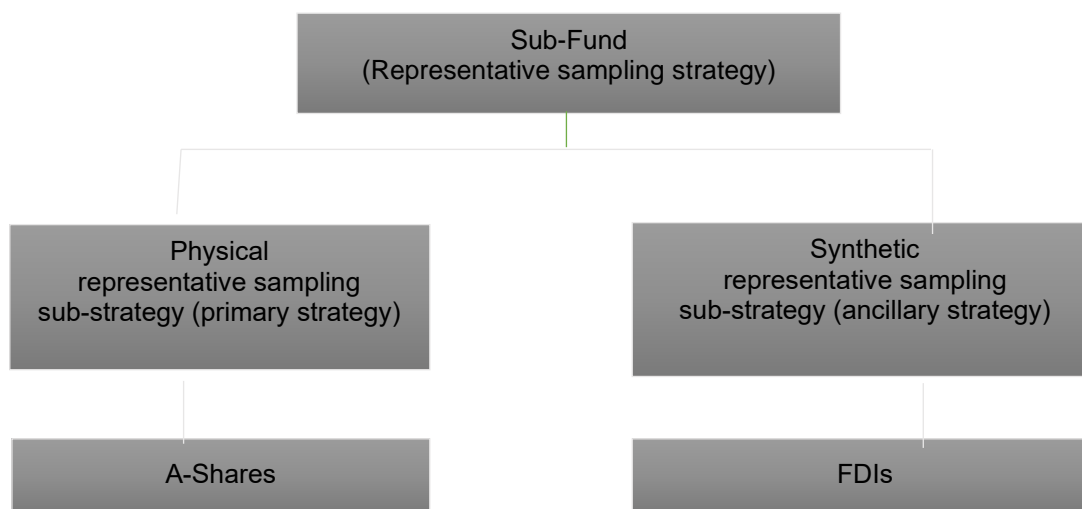 Sub-Fund
(Representative sampling strategy)
Physical
representative sampling
sub-strategy (primary strategy)
Synthetic
representative sampling
sub-strategy (ancillary strategy)
A-Shares
FDIs